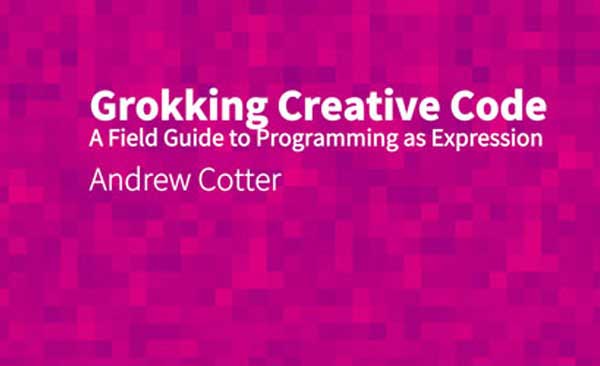 Grokking Creative Code
A Field Guide to Programming as Expression
Andrew Cotter